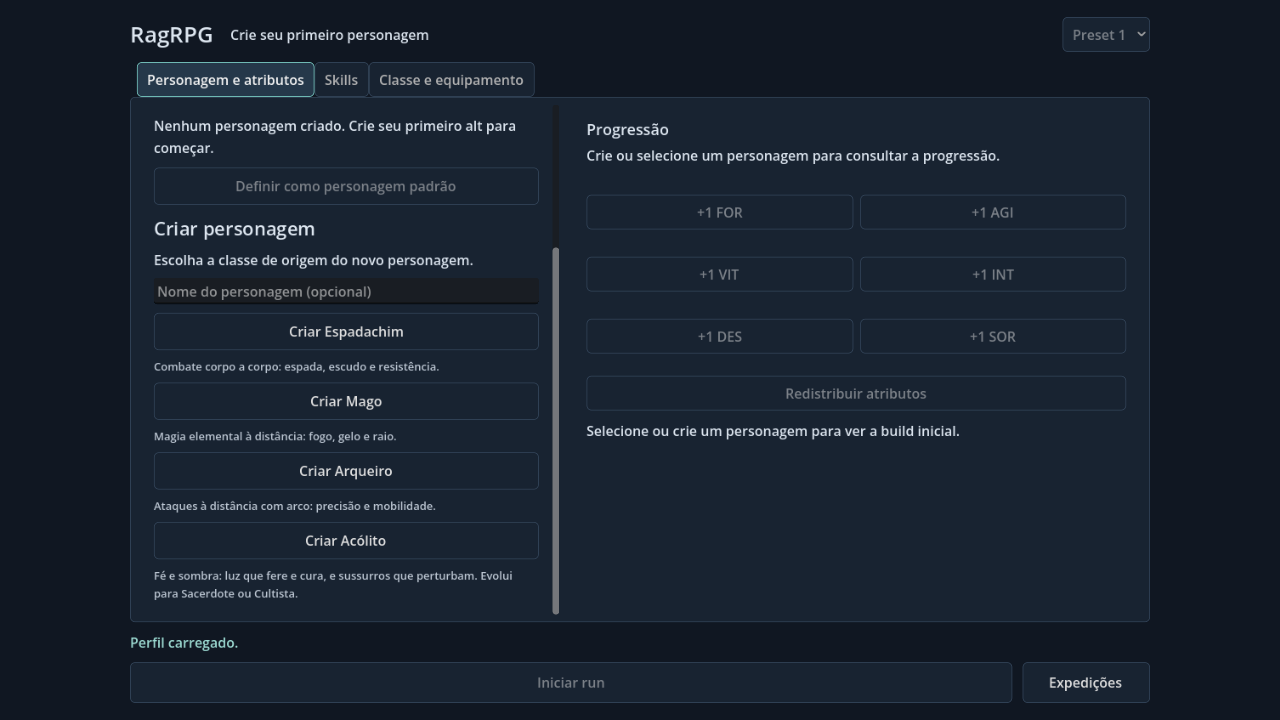 RagRPG
Crie seu primeiro personagem
Preset 1
Personagem e atributos
Skills
Classe e equipamento
Nenhum personagem criado. Crie seu primeiro alt para
começar.
Definir como personagem padrão
Criar personagem
Escolha a classe de origem do novo personagem.
Nome do personagem (opcional)
Criar Espadachim
Combate corpo a corpo: espada, escudo e resistência.
Criar Mago
Magia elemental à distância: fogo, gelo e raio.
Criar Arqueiro
Ataques à distância com arco: precisão e mobilidade.
Criar Acólito
Fé e sombra: luz que fere e cura, e sussurros que perturbam. Evolui
para Sacerdote ou Cultista.
Progressão
Crie ou selecione um personagem para consultar a progressão.
+1 FOR
+1 AGI
+1 VIT
+1 INT
+1 DES
+1 SOR
Redistribuir atributos
Selecione ou crie um personagem para ver a build inicial.
Perfil carregado.
Iniciar run
Expedições